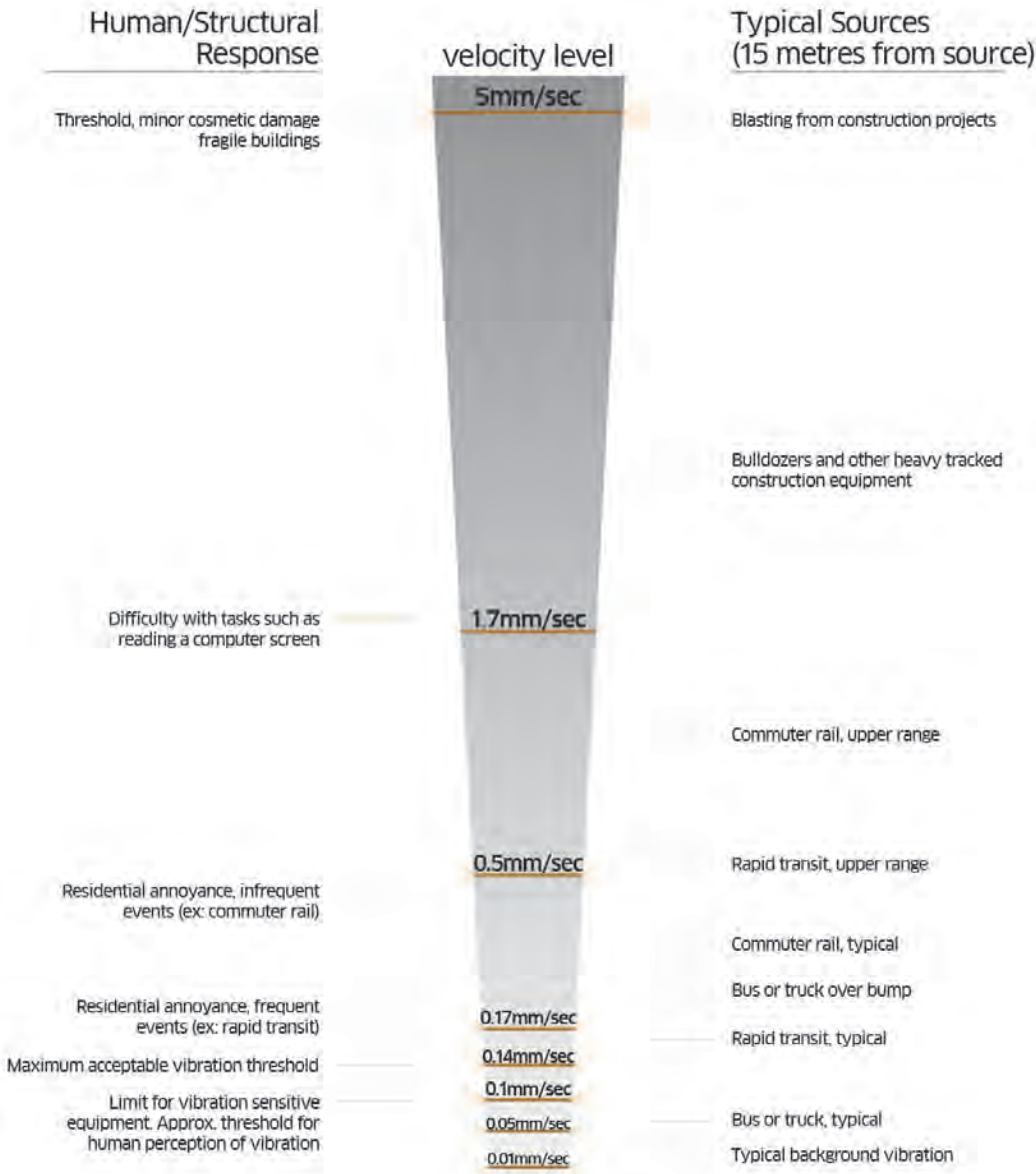 Human/Structural
Response
velocity level
Typical Sources
(15 metres from source)
5mm/sec
Threshold, minor cosmetic damage
fragile buildings
Blasting from construction projects
Bulldozers and other heavy tracked
construction equipment
Difficulty with tasks such as
reading a computer screen
1.7mm/sec
Commuter rail, upper range
0.5mm/sec
Rapid transit, upper range
Residential annoyance, infrequent
events (ex: commuter rail)
Commuter rail, typical
Bus or truck over bump
Residential annoyance, frequent
events (ex: rapid transit)
0.17mm/sec
Rapid transit, typical
Maximum acceptable vibration threshold
0.14mm/sec
0.1mm/sec
Limit for vibration sensitive
equipment. Approx. threshold for
human perception of vibration
0.05mm/sec
Bus or truck, typical
0.01mm/sec
Typical background vibration